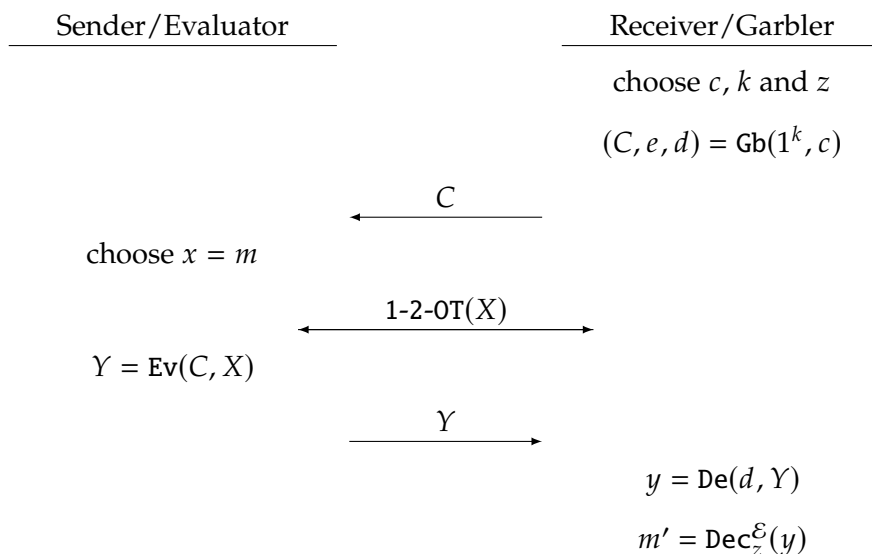 Sender/Evaluator Receiver/Garbler
choose c, k and z
(C, e, d) = Gb(1^k, c)
C
choose x = m
1-2-OT(X)
Y = Ev(C, X)
Y
y = De(d, Y)
m′ = Dec_z^ℰ(y)